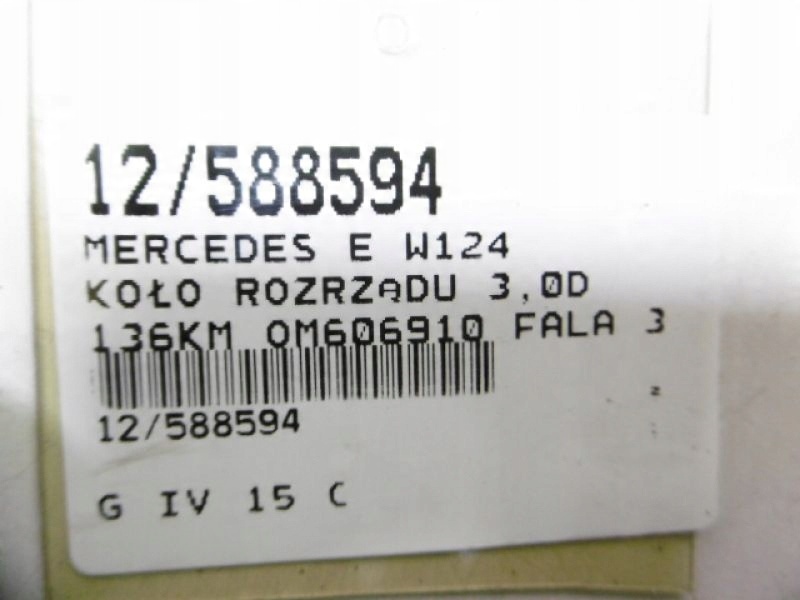 12/588594
MERCEDES E W124
KOŁO ROZRZĄDU 3,0D
136KM OM606910 FALA 3
12/588594
G IV 15 C